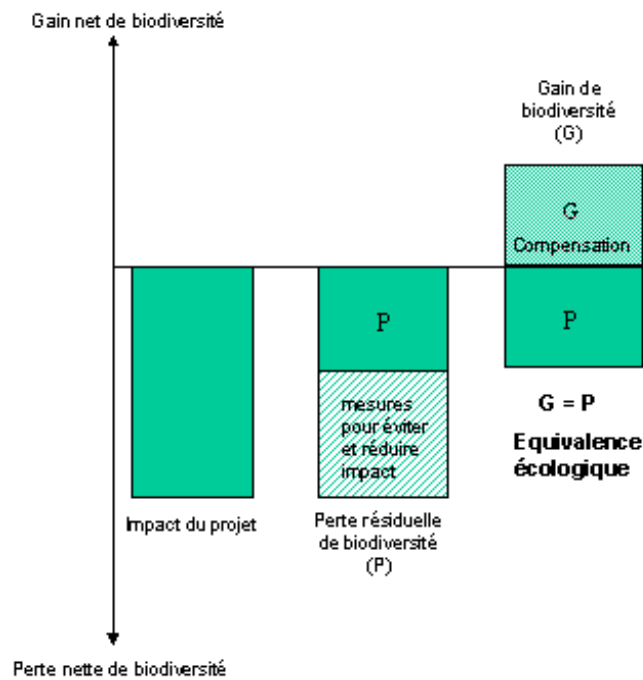 Gain net de biodiversité
Gain de
biodiversité
(G)
G
Compensation
P
P
mesures
pour éviter
et réduire
impact
G = P
Equivalence
écologique
Impact du projet
Perte résiduelle
de biodiversité
(P)
Perte nette de biodiversité